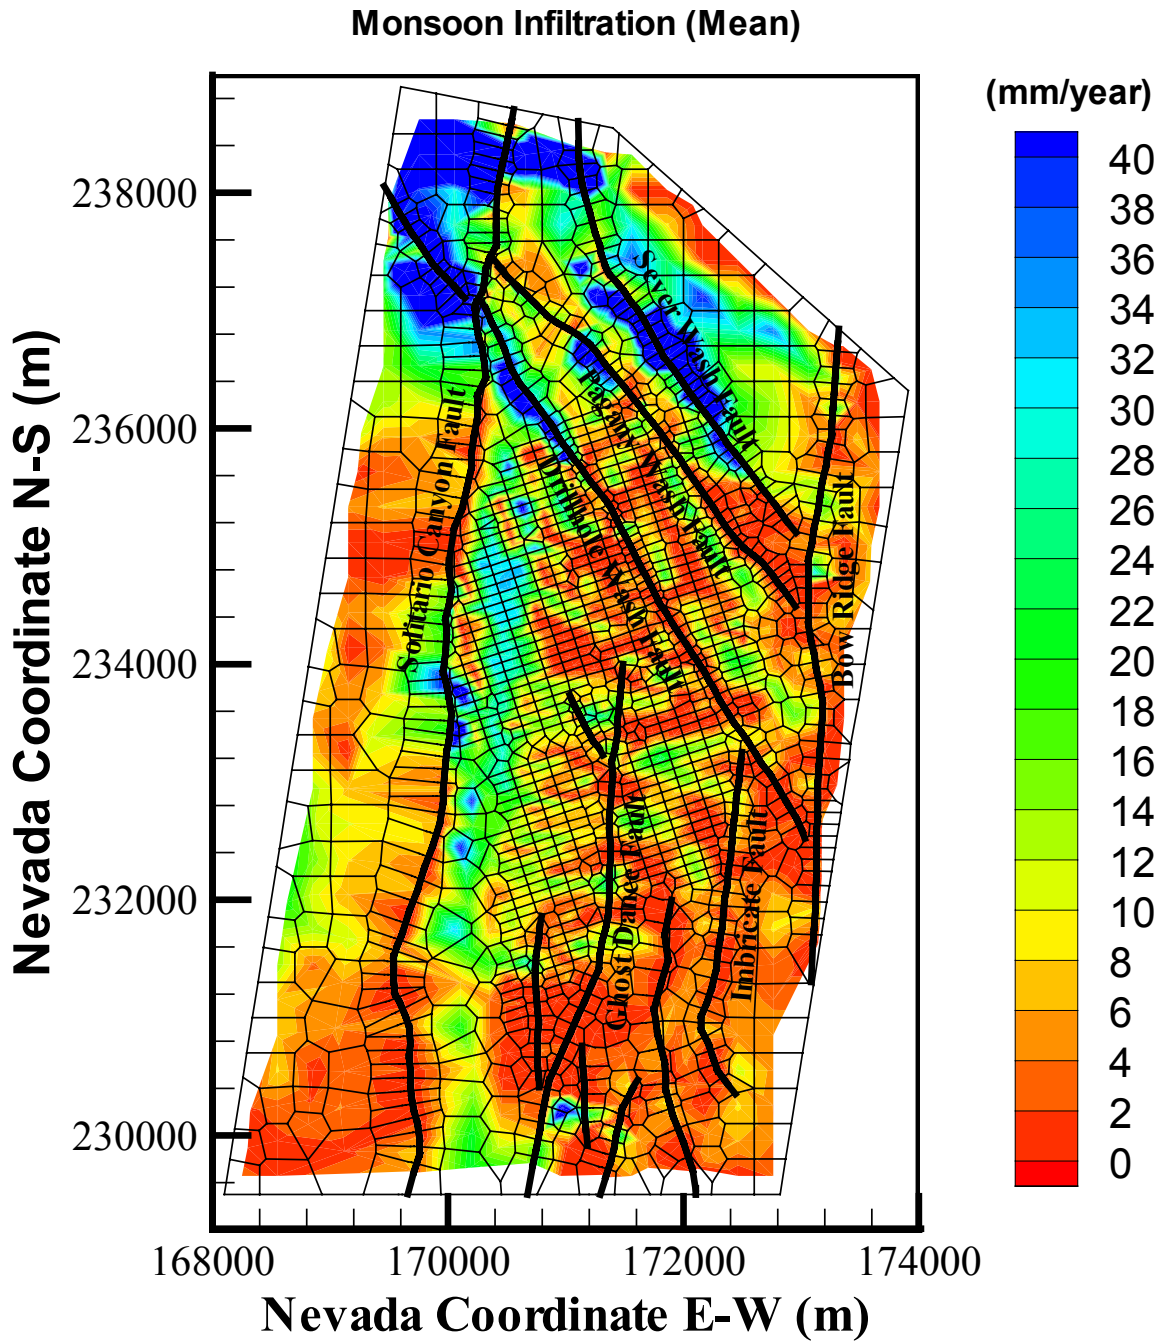 Monsoon Infiltration (Mean)
(mm/year)
40
38
36
34
32
30
28
26
24
22
20
18
16
14
12
10
8
6
4
2
0
Nevada Coordinate N-S (m)
238000
236000
234000
232000
230000
Sever Wash Fault
Pagany Wash Fault
Drillhole Wash Fault
Solitario Canyon Fault
Bow Ridge Fault
Ghost Dance Fault
Imbricate Fault
168000
170000
172000
174000
Nevada Coordinate E-W (m)